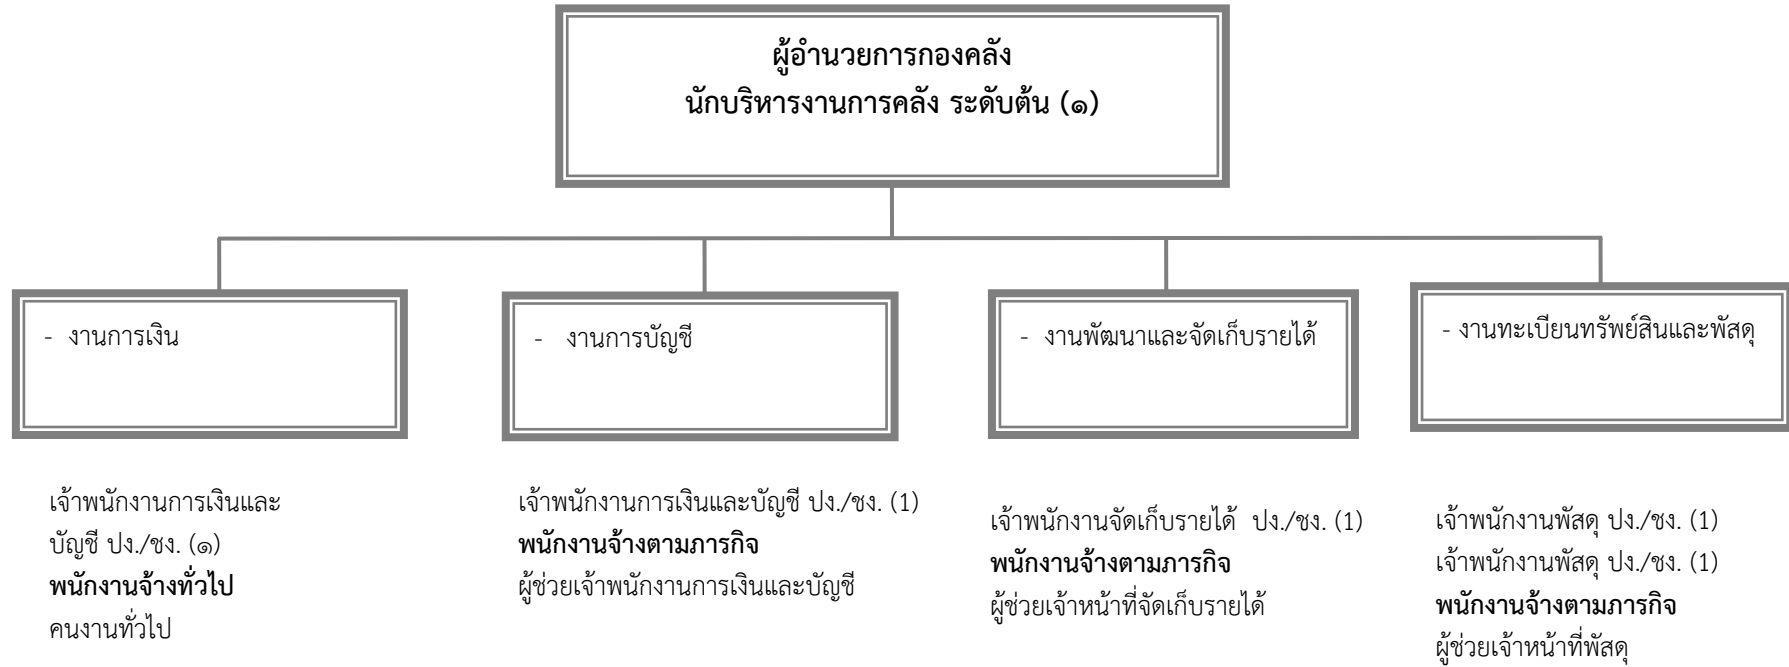 ผู้อำนวยการกองคลัง
นักบริหารงานการคลัง ระดับต้น (๑)
- งานการเงิน
- งานการบัญชี
- งานพัฒนาและจัดเก็บรายได้
- งานทะเบียนทรัพย์สินและพัสดุ
เจ้าพนักงานการเงินและ
บัญชี ปง./ชง. (๑)
พนักงานจ้างทั่วไป
คนงานทั่วไป
เจ้าพนักงานการเงินและบัญชี ปง./ชง. (1)
พนักงานจ้างตามภารกิจ
ผู้ช่วยเจ้าพนักงานการเงินและบัญชี
เจ้าพนักงานจัดเก็บรายได้ ปง./ชง. (1)
พนักงานจ้างตามภารกิจ
ผู้ช่วยเจ้าหน้าที่จัดเก็บรายได้
เจ้าพนักงานพัสดุ ปง./ชง. (1)
เจ้าพนักงานพัสดุ ปง./ชง. (1)
พนักงานจ้างตามภารกิจ
ผู้ช่วยเจ้าหน้าที่พัสดุ